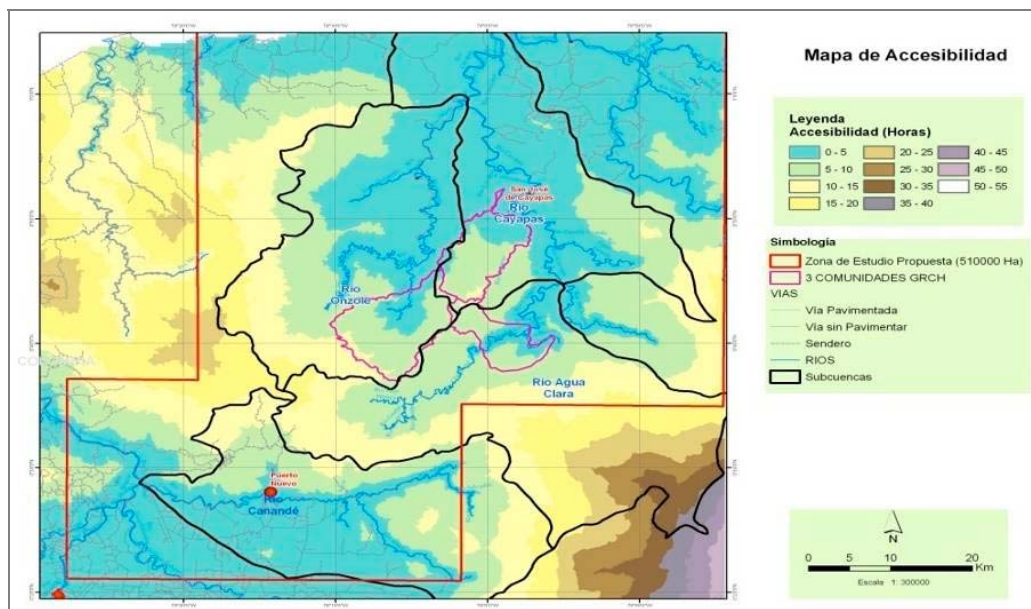 Mapa de Accesibilidad
Leyenda
Accesibilidad (Horas)
0 - 5
5 - 10
10 - 15
15 - 20
20 - 25
25 - 30
30 - 35
35 - 40
40 - 45
45 - 50
50 - 55
Simbología
Zona de Estudio Propuesta (510000 Ha)
3 COMUNIDADES GRCH
VIAS
Vía Pavimentada
Vía sin Pavimentar
Sendero
RIOS
Subcuencas
San José
de Cayapas
Río
Cayapas
Río
Onzole
Río Agua
Clara
Puerto
Nuevo
Río
Canandé
N
0 5 10 20
Km
Escala 1: 300000